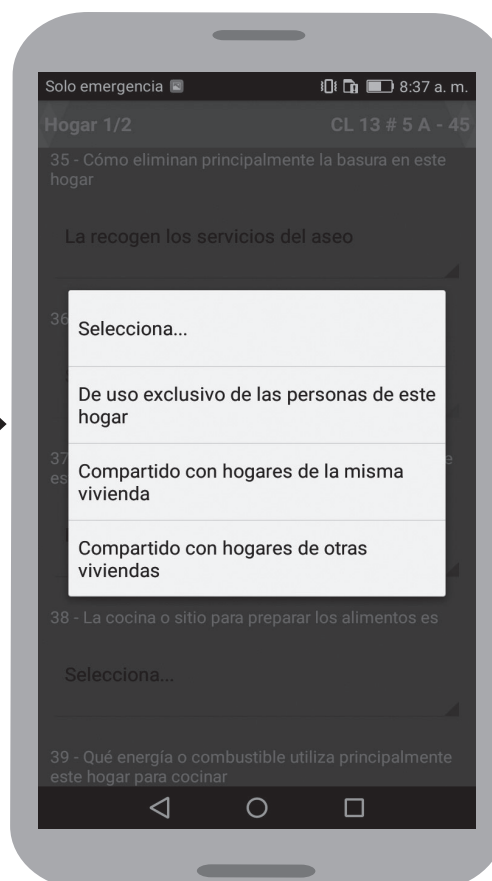 Solo emergencia 8:37 a. m.
Hogar 1/2 CL 13 # 5 A - 45
35 - Cómo eliminan principalmente la basura en este
hogar
La recogen los servicios del aseo
36
Selecciona...
De uso exclusivo de las personas de este
hogar
37 e
es
Compartido con hogares de la misma
vivienda
Compartido con hogares de otras
viviendas
38 - La cocina o sitio para preparar los alimentos es
Selecciona...
39 - Qué energía o combustible utiliza principalmente
este hogar para cocinar